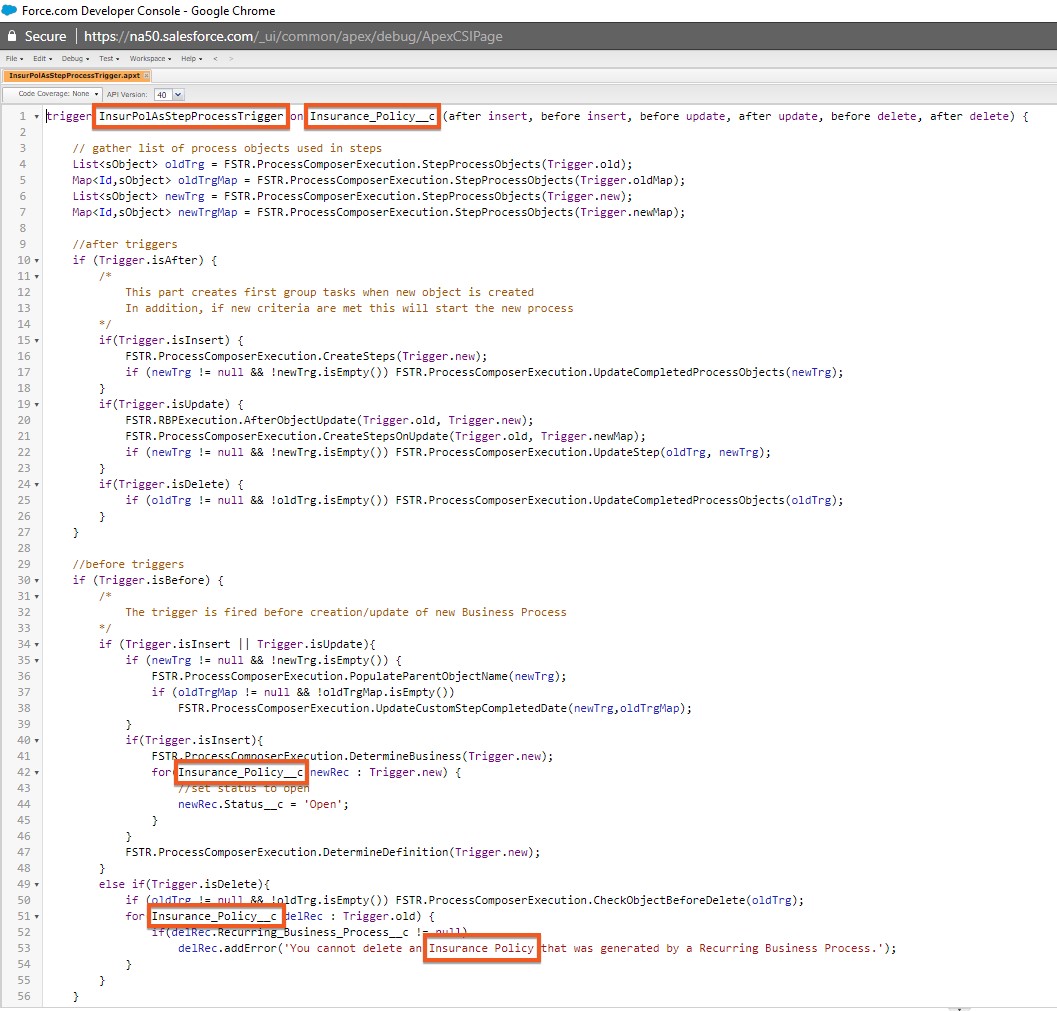 Force.com Developer Console - Google Chrome
Secure | https://na50.salesforce.com/_ui/common/apex/debug/ApexCSIPage
File Edit Debug Test Workspace Help < >
InsurPolAsStepProcessTrigger.apxt
Code Coverage: None API Version: 40
1 trigger InsurPolAsStepProcessTrigger on Insurance_Policy__c (after insert, before insert, before update, after update, before delete, after delete) {
2
3 // gather list of process objects used in steps
4 List<sObject> oldTrg = FSTR.ProcessComposerExecution.StepProcessObjects(Trigger.old);
5 Map<Id,sObject> oldTrgMap = FSTR.ProcessComposerExecution.StepProcessObjects(Trigger.oldMap);
6 List<sObject> newTrg = FSTR.ProcessComposerExecution.StepProcessObjects(Trigger.new);
7 Map<Id,sObject> newTrgMap = FSTR.ProcessComposerExecution.StepProcessObjects(Trigger.newMap);
8
9 //after triggers
10 if (Trigger.isAfter) {
11 /*
12 This part creates first group tasks when new object is created
13 In addition, if new criteria are met this will start the new process
14 */
15 if(Trigger.isInsert) {
16 FSTR.ProcessComposerExecution.CreateSteps(Trigger.new);
17 if (newTrg != null && !newTrg.isEmpty()) FSTR.ProcessComposerExecution.UpdateCompletedProcessObjects(newTrg);
18 }
19 if(Trigger.isUpdate) {
20 FSTR.RBPExecution.AfterObjectUpdate(Trigger.old, Trigger.new);
21 FSTR.ProcessComposerExecution.CreateStepsOnUpdate(Trigger.old, Trigger.newMap);
22 if (newTrg != null && !newTrg.isEmpty()) FSTR.ProcessComposerExecution.UpdateStep(oldTrg, newTrg);
23 }
24 if(Trigger.isDelete) {
25 if (oldTrg != null && !oldTrg.isEmpty()) FSTR.ProcessComposerExecution.UpdateCompletedProcessObjects(oldTrg);
26 }
27 }
28
29 //before triggers
30 if (Trigger.isBefore) {
31 /*
32 The trigger is fired before creation/update of new Business Process
33 */
34 if (Trigger.isInsert || Trigger.isUpdate){
35 if (newTrg != null && !newTrg.isEmpty()) {
36 FSTR.ProcessComposerExecution.PopulateParentObjectName(newTrg);
37 if (oldTrgMap != null && !oldTrgMap.isEmpty())
38 FSTR.ProcessComposerExecution.UpdateCustomStepCompletedDate(newTrg,oldTrgMap);
39 }
40 if(Trigger.isInsert){
41 FSTR.ProcessComposerExecution.DetermineBusiness(Trigger.new);
42 for Insurance_Policy__c newRec : Trigger.new) {
43 //set status to open
44 newRec.Status__c = 'Open';
45 }
46 }
47 FSTR.ProcessComposerExecution.DetermineDefinition(Trigger.new);
48 }
49 else if(Trigger.isDelete){
50 if (oldTrg != null && !oldTrg.isEmpty()) FSTR.ProcessComposerExecution.CheckObjectBeforeDelete(oldTrg);
51 for Insurance_Policy__c delRec : Trigger.old) {
52 if(delRec.Recurring_Business_Process__c != null)
53 delRec.addError('You cannot delete an Insurance Policy that was generated by a Recurring Business Process.');
54 }
55 }
56 }